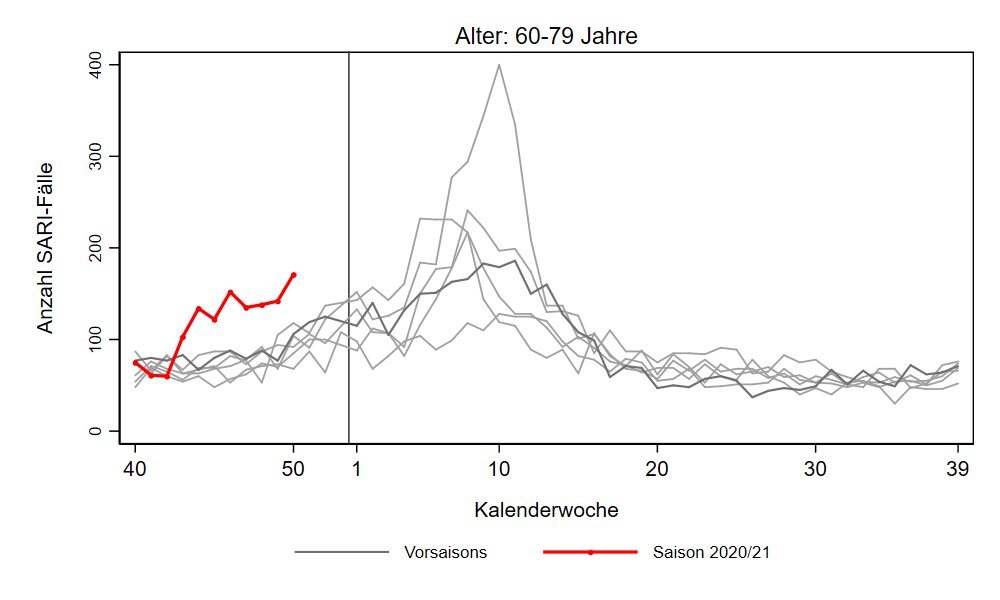 Alter: 60-79 Jahre
Anzahl SARI-Fälle
400
300
200
100
0
40 50 1 10 20 30 39
Kalenderwoche
Vorsaisons Saison 2020/21